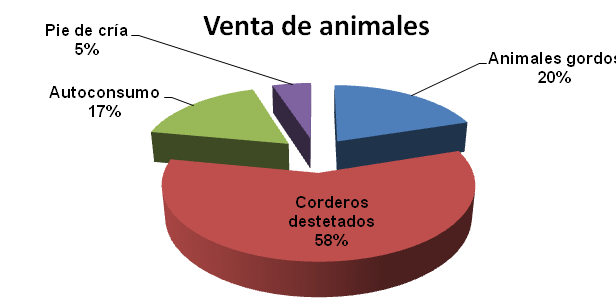 Venta de animales
Pie de cría
5%
Animales gordos
20%
Autoconsumo
17%
Corderos
destetados
58%